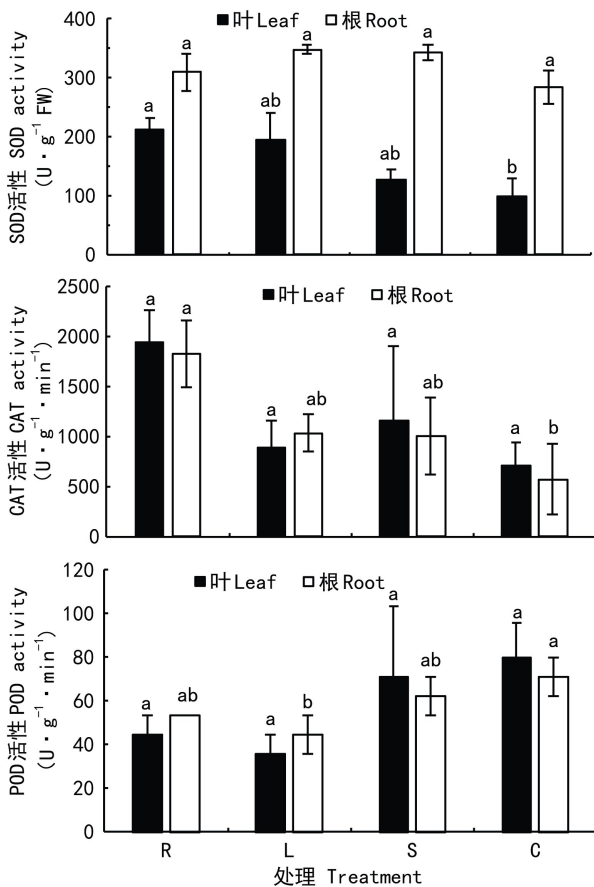 叶Leaf 根Root
SOD活性 SOD activity
(U·g⁻¹ FW)
400
300
200
100
0
a a
ab a
ab a
b a
叶Leaf 根Root
CAT活性 CAT activity
(U·g⁻¹·min⁻¹)
2500
2000
1500
1000
500
0
a a
a ab
a ab
a b
叶Leaf 根Root
POD活性 POD activity
(U·g⁻¹·min⁻¹)
120
100
80
60
40
20
0
a ab
a b
a ab
a a
R L S C
处理 Treatment